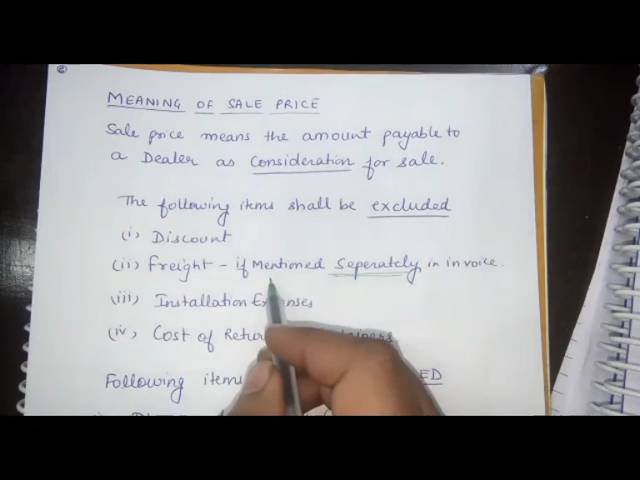 MEANING OF SALE PRICE
Sale price means the amount payable to
a Dealer as Consideration for sale.
The following items shall be excluded
(i) Discount
(ii) Freight - if Mentioned Seperately in invoice.
(iii) Installation
(iv) Cost of
Following items